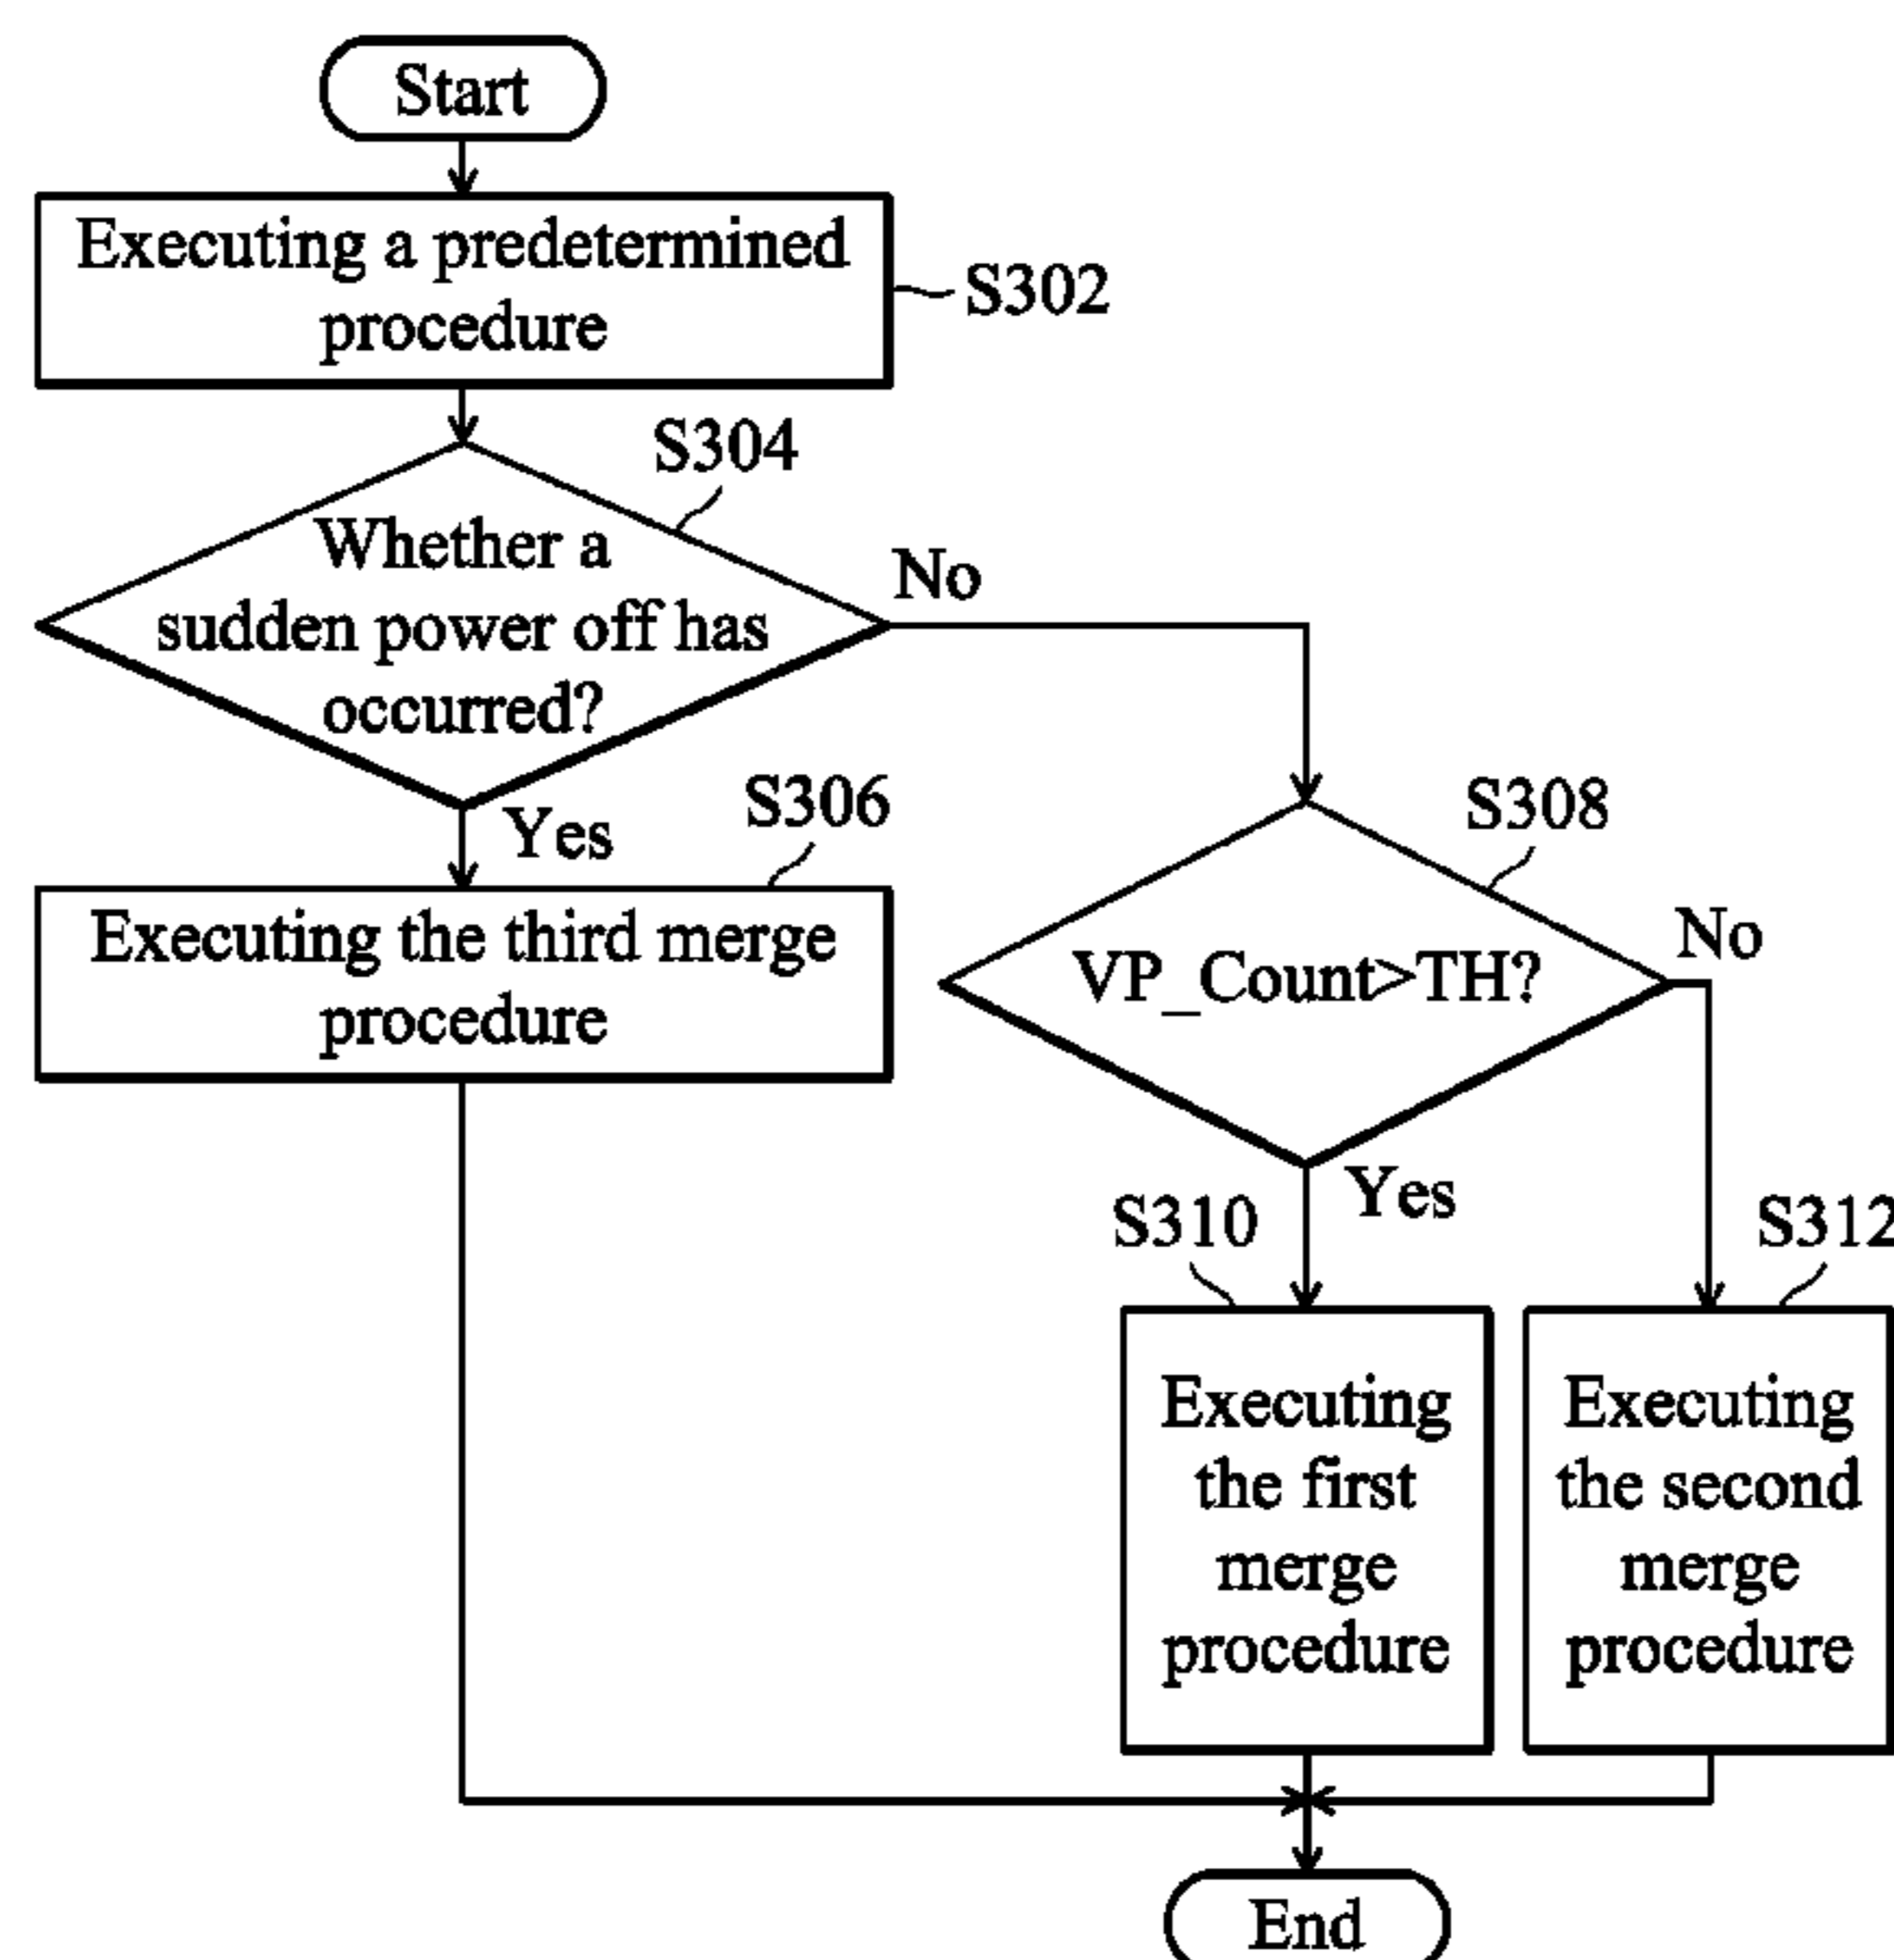 Start
Executing a predetermined
procedure
S302
S304
Whether a
sudden power off has
occurred?
No
Yes
S306
Executing the third merge
procedure
S308
VP_Count>TH?
No
Yes
S310
S312
Executing
the first
merge
procedure
Executing
the second
merge
procedure
End